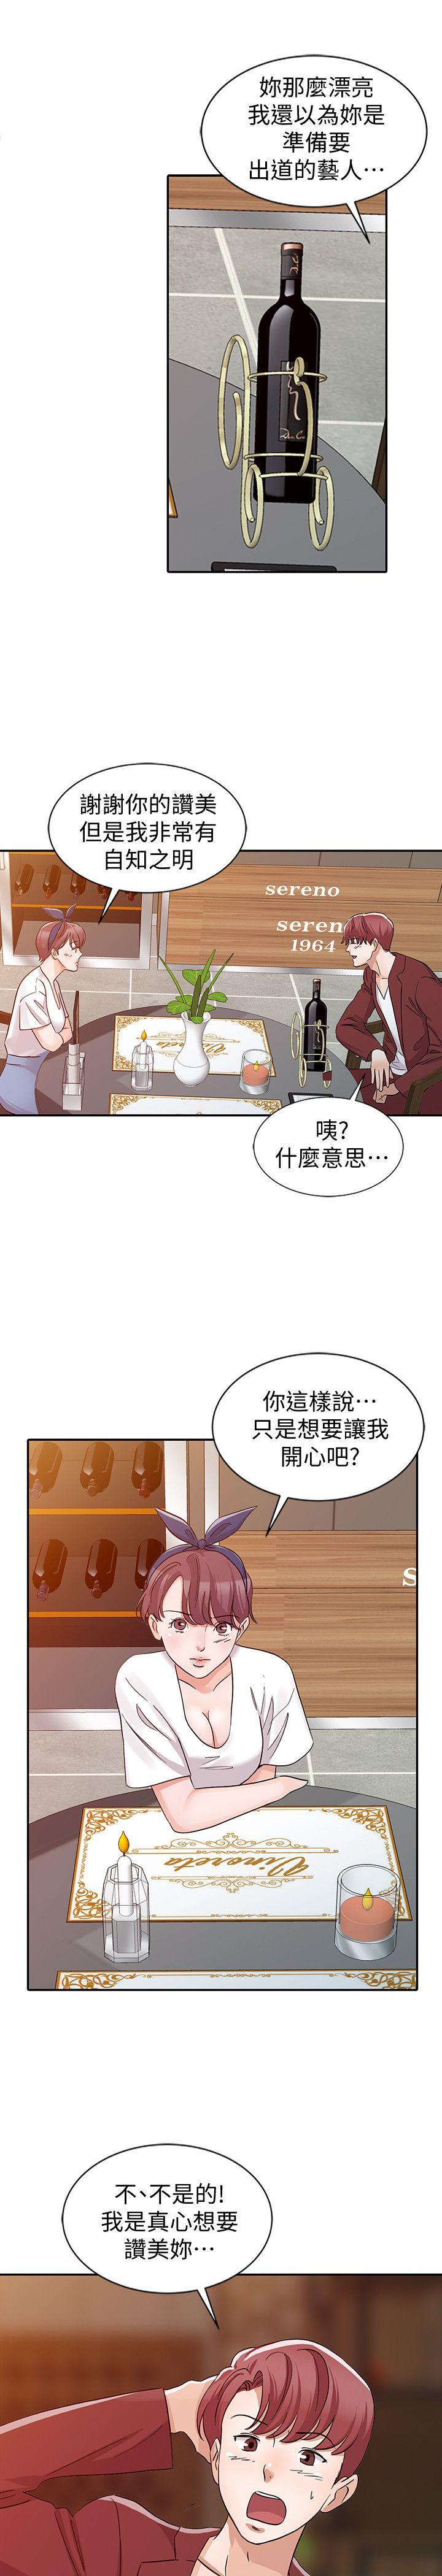 妳那麼漂亮
我還以為妳是
準備要
出道的藝人…
謝謝你的讚美
但是我非常有
自知之明
sereno
seren
1964
咦?
什麼意思…
你這樣說…
只是想要讓我
開心吧?
s
Vinoreta
不、不是的!
我是真心想要
讚美妳…